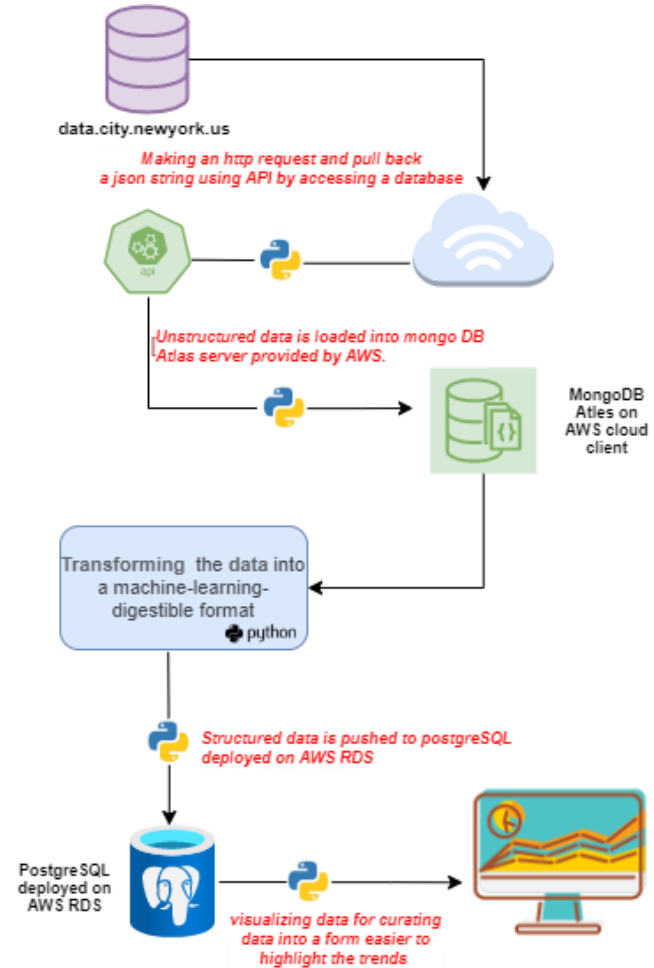 data.city.newyork.us
Making an http request and pull back
a json string using API by accessing a database
api
Unstructured data is loaded into mongo DB
Atlas server provided by AWS.
MongoDB
Atles on
AWS cloud
client
Transforming the data into
a machine-learning-
digestible format
python
Structured data is pushed to postgreSQL
deployed on AWS RDS
PostgreSQL
deployed on
AWS RDS
visualizing data for curating
data into a form easier to
highlight the trends